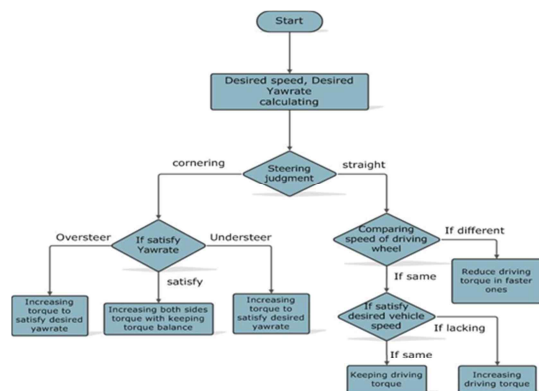 Start
Desired speed, Desired
Yawrate
calculating
cornering
Steering
judgment
straight
Oversteer
If satisfy
Yawrate
Understeer
satisfy
Comparing
speed of driving
wheel
If different
If same
Reduce driving
torque in faster
ones
Increasing
torque to
satisfy desired
yawrate
Increasing both sides
torque with keeping
torque balance
Increasing
torque to
satisfy desired
yawrate
If satisfy
desired vehicle
speed
If lacking
If same
Keeping driving
torque
Increasing
driving torque